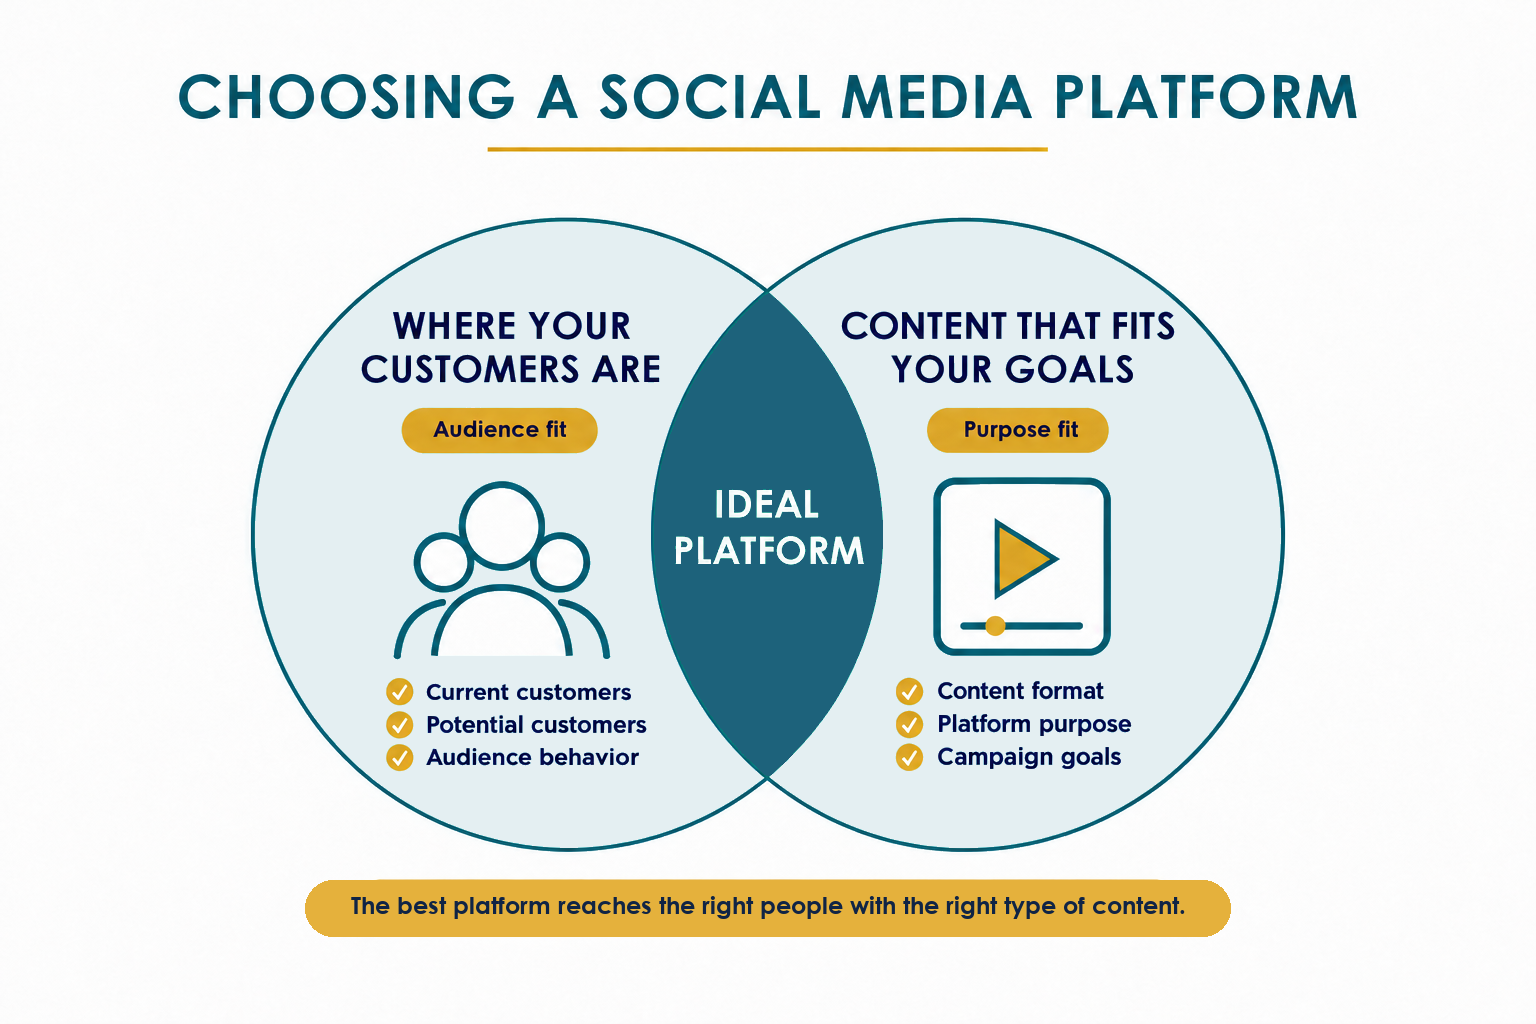 CHOOSING A SOCIAL MEDIA PLATFORM
WHERE YOUR
CUSTOMERS ARE
Audience fit
Current customers
Potential customers
Audience behavior
IDEAL
PLATFORM
CONTENT THAT FITS
YOUR GOALS
Purpose fit
Content format
Platform purpose
Campaign goals
The best platform reaches the right people with the right type of content.